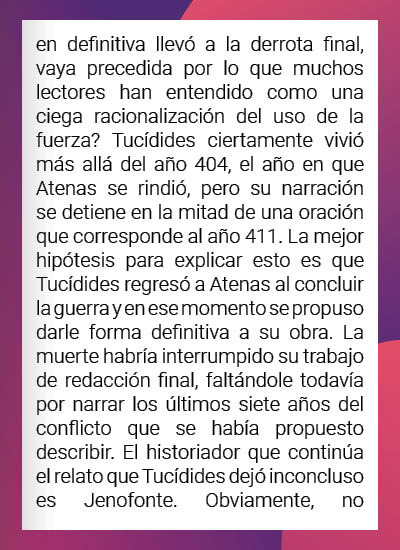 en definitiva llevó a la derrota final,
vaya precedida por lo que muchos
lectores han entendido como una
ciega racionalización del uso de la
fuerza? Tucídides ciertamente vivió
más allá del año 404, el año en que
Atenas se rindió, pero su narración
se detiene en la mitad de una oración
que corresponde al año 411. La mejor
hipótesis para explicar esto es que
Tucídides regresó a Atenas al concluir
la guerra y en ese momento se propuso
darle forma definitiva a su obra. La
muerte habría interrumpido su trabajo
de redacción final, faltándole todavía
por narrar los últimos siete años del
conflicto que se había propuesto
describir. El historiador que continúa
el relato que Tucídides dejó inconcluso
es Jenofonte. Obviamente, no